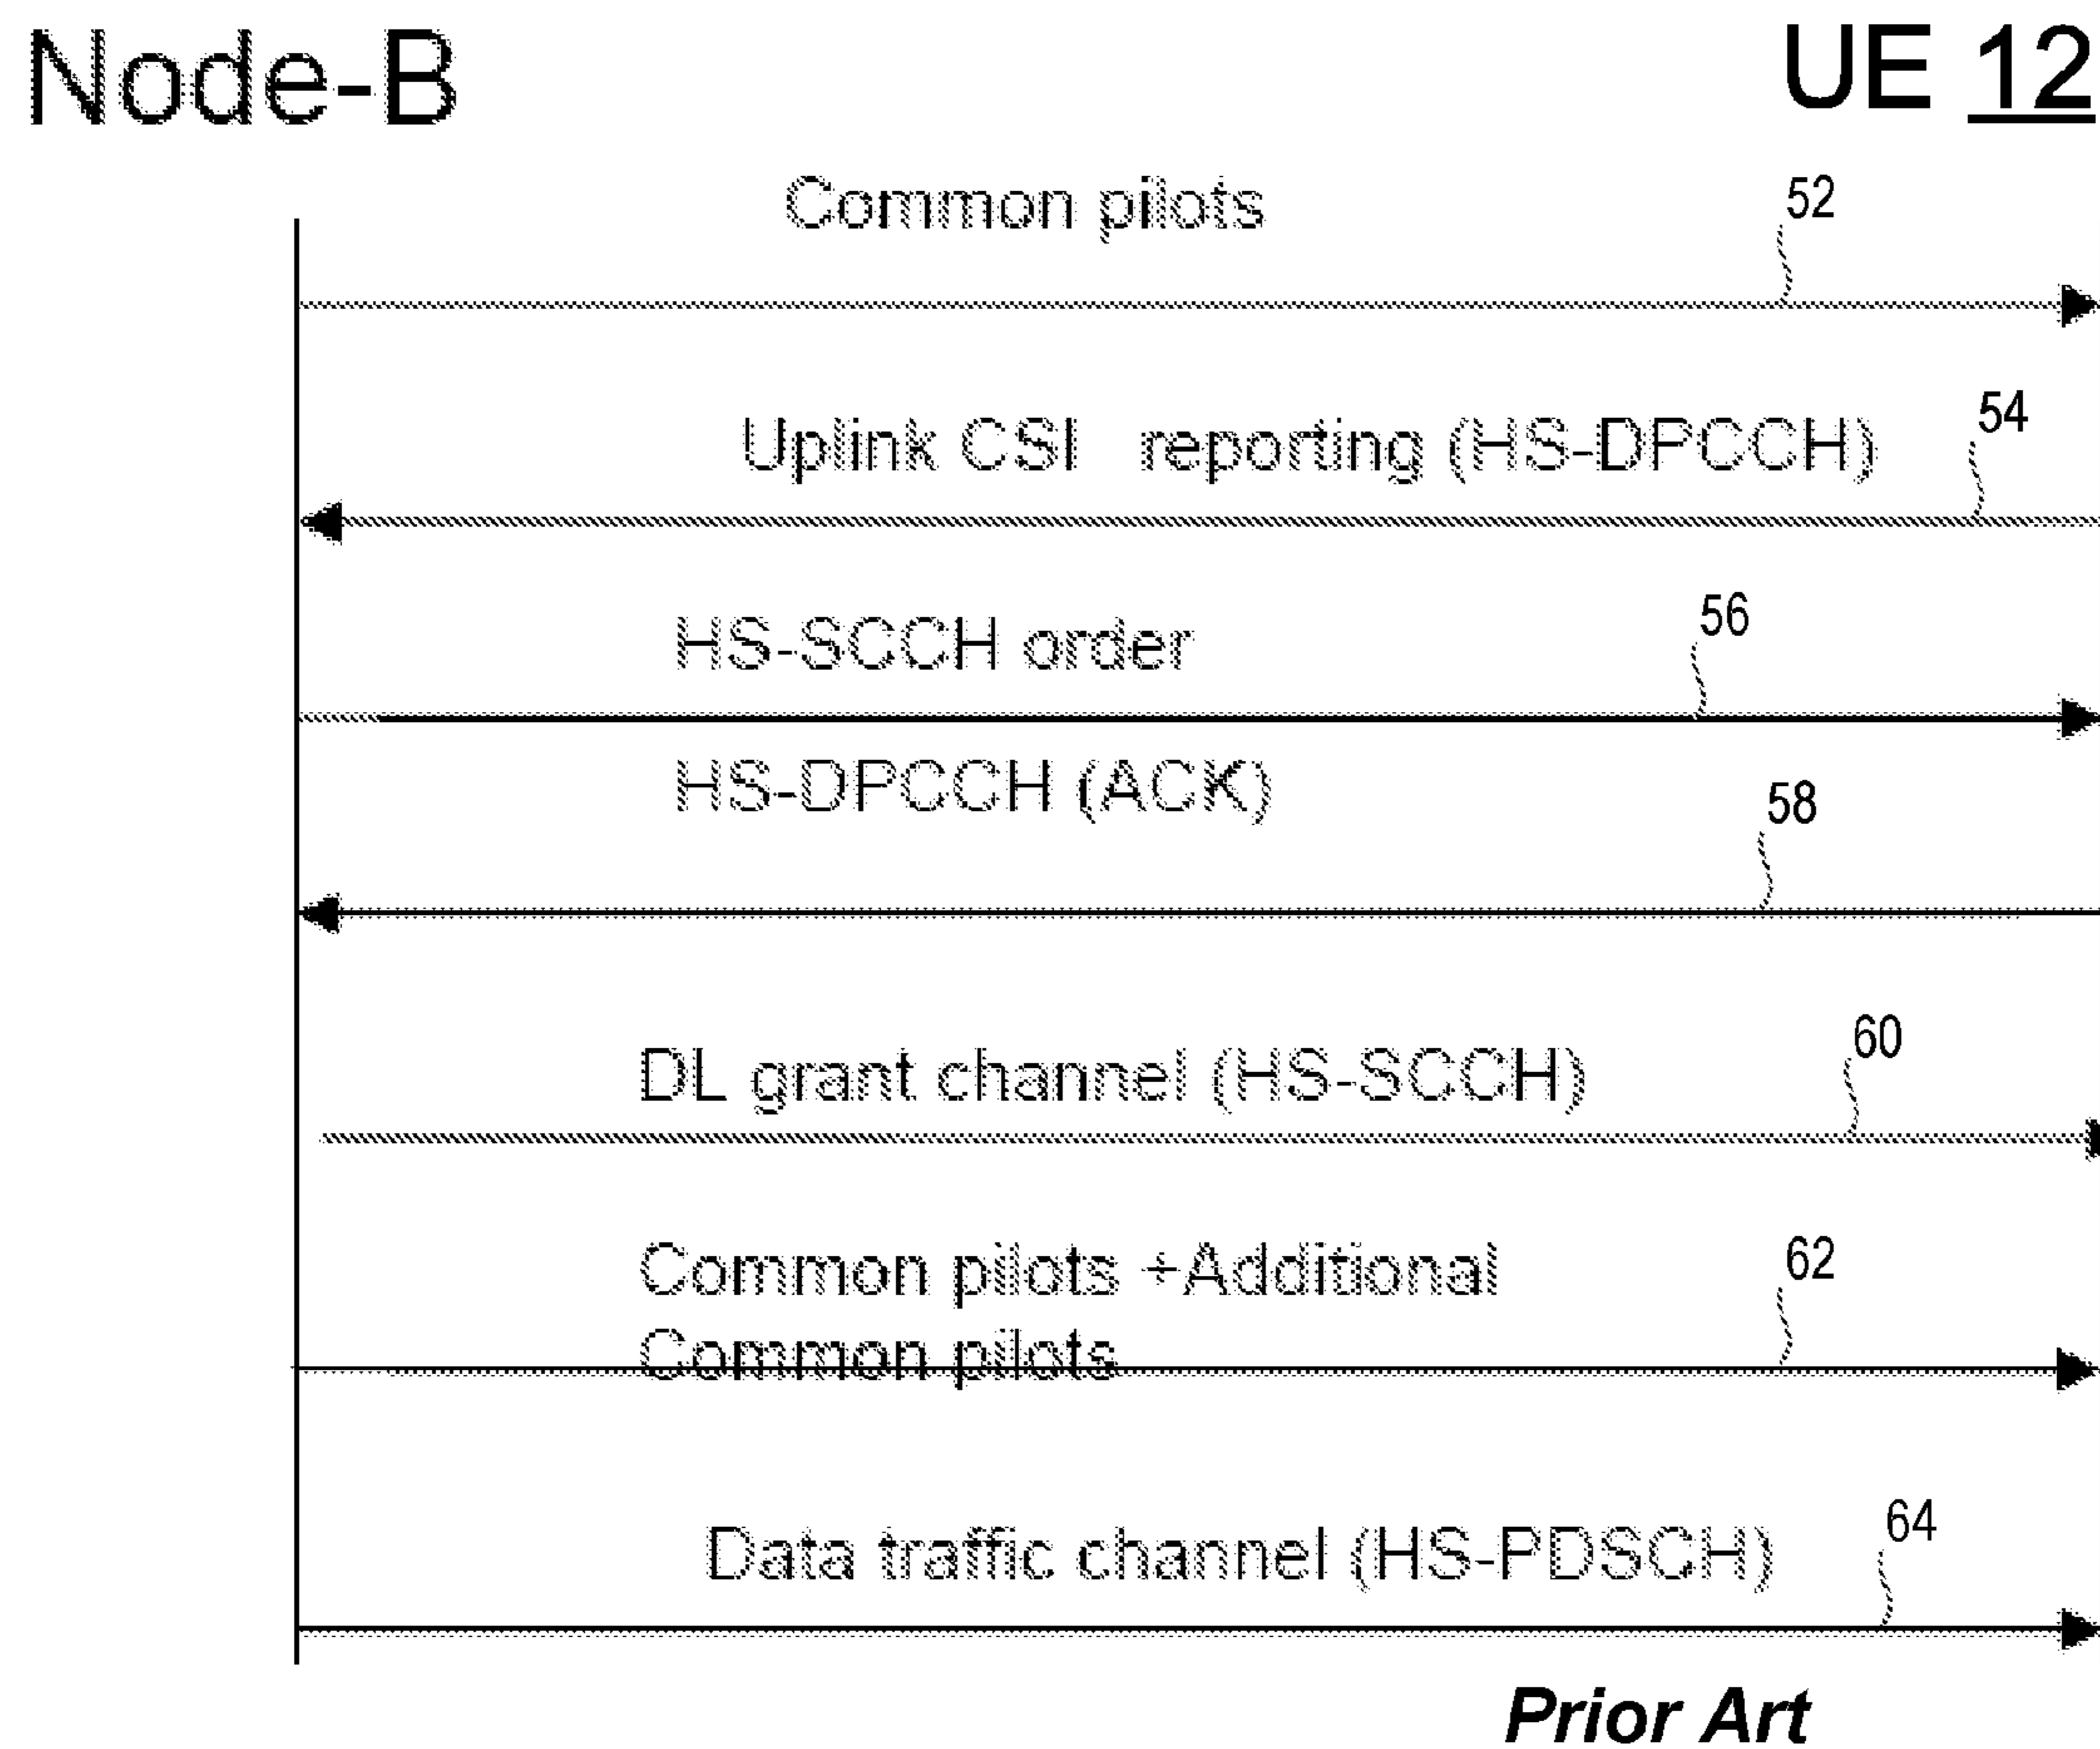 Node-B
UE 12
Common pilots
52
Uplink CSI reporting (HS-DPCCH)
54
HS-SCCH order
56
HS-DPCCH (ACK)
58
DL grant channel (HS-SCCH)
60
Common pilots +Additional
Common pilots
62
Data traffic channel (HS-PDSCH)
64
Prior Art